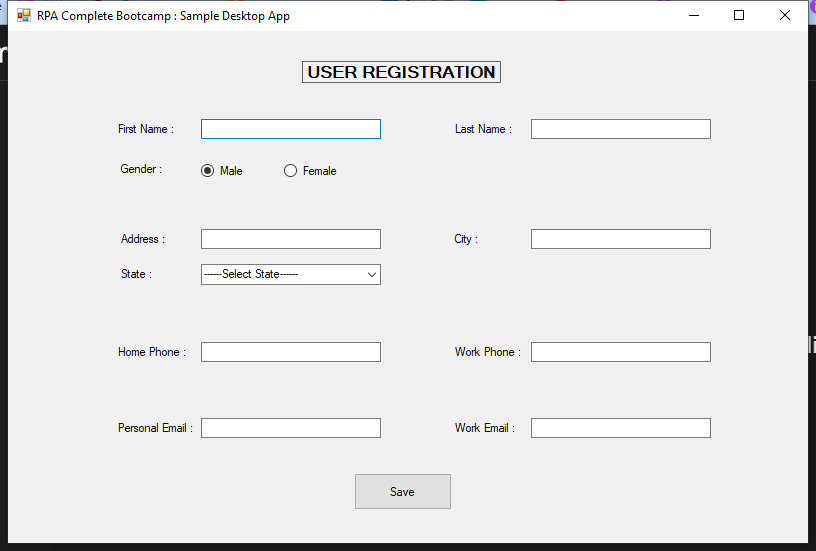 RPA Complete Bootcamp : Sample Desktop App
USER REGISTRATION
First Name :
Last Name :
Gender :
Male
Female
Address :
City :
State :
------Select State------
Home Phone :
Work Phone :
Personal Email :
Work Email :
Save